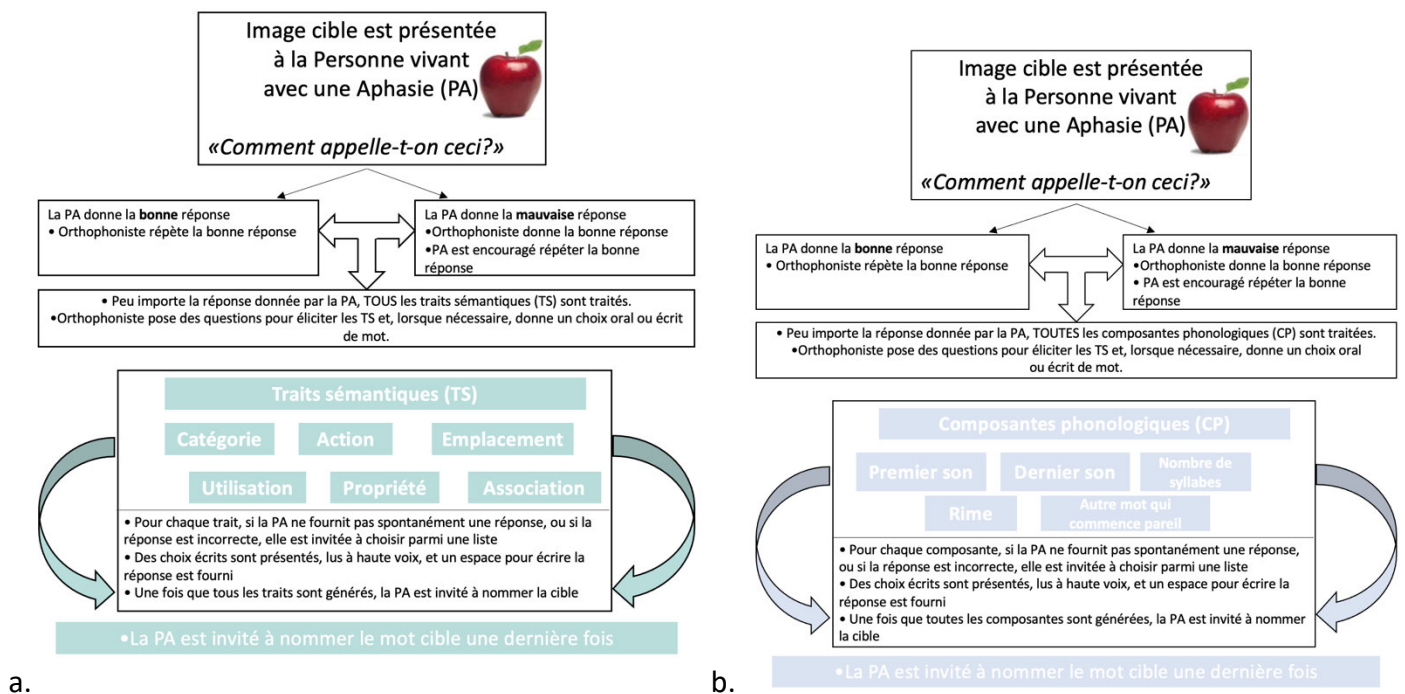 Image cible est présentée
à la Personne vivant
avec une Aphasie (PA)
«Comment appelle-t-on ceci?»
La PA donne la bonne réponse
• Orthophoniste répète la bonne réponse
La PA donne la mauvaise réponse
•Orthophoniste donne la bonne réponse
•PA est encouragé répéter la bonne
réponse
• Peu importe la réponse donnée par la PA, TOUS les traits sémantiques (TS) sont traités.
•Orthophoniste pose des questions pour éliciter les TS et, lorsque nécessaire, donne un choix oral ou écrit
de mot.
Traits sémantiques (TS)
Catégorie
Action
Emplacement
Utilisation
Propriété
Association
• Pour chaque trait, si la PA ne fournit pas spontanément une réponse, ou si la
réponse est incorrecte, elle est invitée à choisir parmi une liste
• Des choix écrits sont présentés, lus à haute voix, et un espace pour écrire la
réponse est fourni
• Une fois que tous les traits sont générés, la PA est invité à nommer la cible
•La PA est invité à nommer le mot cible une dernière fois
a.
Image cible est présentée
à la Personne vivant
avec une Aphasie (PA)
«Comment appelle-t-on ceci?»
La PA donne la bonne réponse
• Orthophoniste répète la bonne réponse
La PA donne la mauvaise réponse
•Orthophoniste donne la bonne réponse
• PA est encouragé répéter la bonne
réponse
• Peu importe la réponse donnée par la PA, TOUTES les composantes phonologiques (CP) sont traitées.
•Orthophoniste pose des questions pour éliciter les TS et, lorsque nécessaire, donne un choix oral
ou écrit de mot.
Composantes phonologiques (CP)
Premier son
Dernier son
Nombre de
syllabes
Rime
Autre mot qui
commence pareil
• Pour chaque composante, si la PA ne fournit pas spontanément une réponse,
ou si la réponse est incorrecte, elle est invitée à choisir parmi une liste
• Des choix écrits sont présentés, lus à haute voix, et un espace pour écrire la
réponse est fourni
• Une fois que toutes les composantes sont générées, la PA est invité à nommer
la cible
•La PA est invité à nommer le mot cible une dernière fois
b.